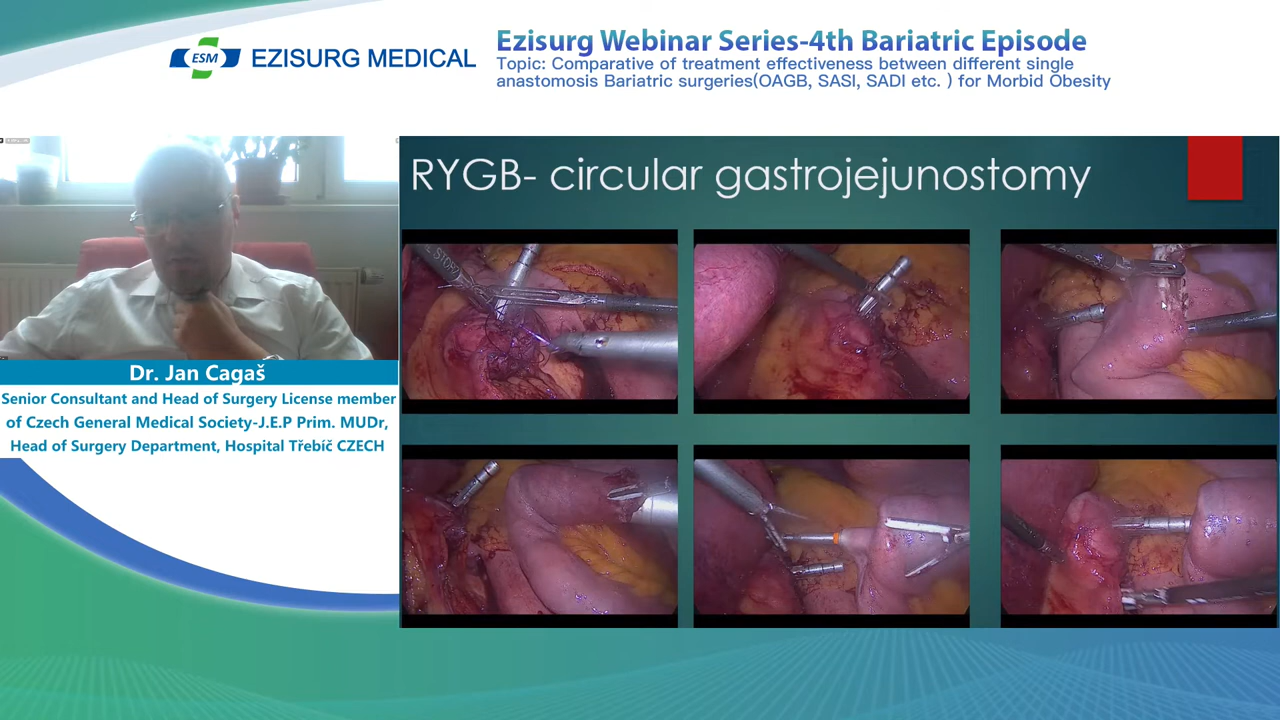 ESM
EZISURG MEDICAL
Ezisurg Webinar Series-4th Bariatric Episode
Topic: Comparative of treatment effectiveness between different single
anastomosis Bariatric surgeries(OAGB, SASI, SADI etc. ) for Morbid Obesity
RYGB- circular gastrojejunostomy
Dr. Jan Cagaš
Senior Consultant and Head of Surgery License member
of Czech General Medical Society-J.E.P Prim. MUDr,
Head of Surgery Department, Hospital Třebíč CZECH